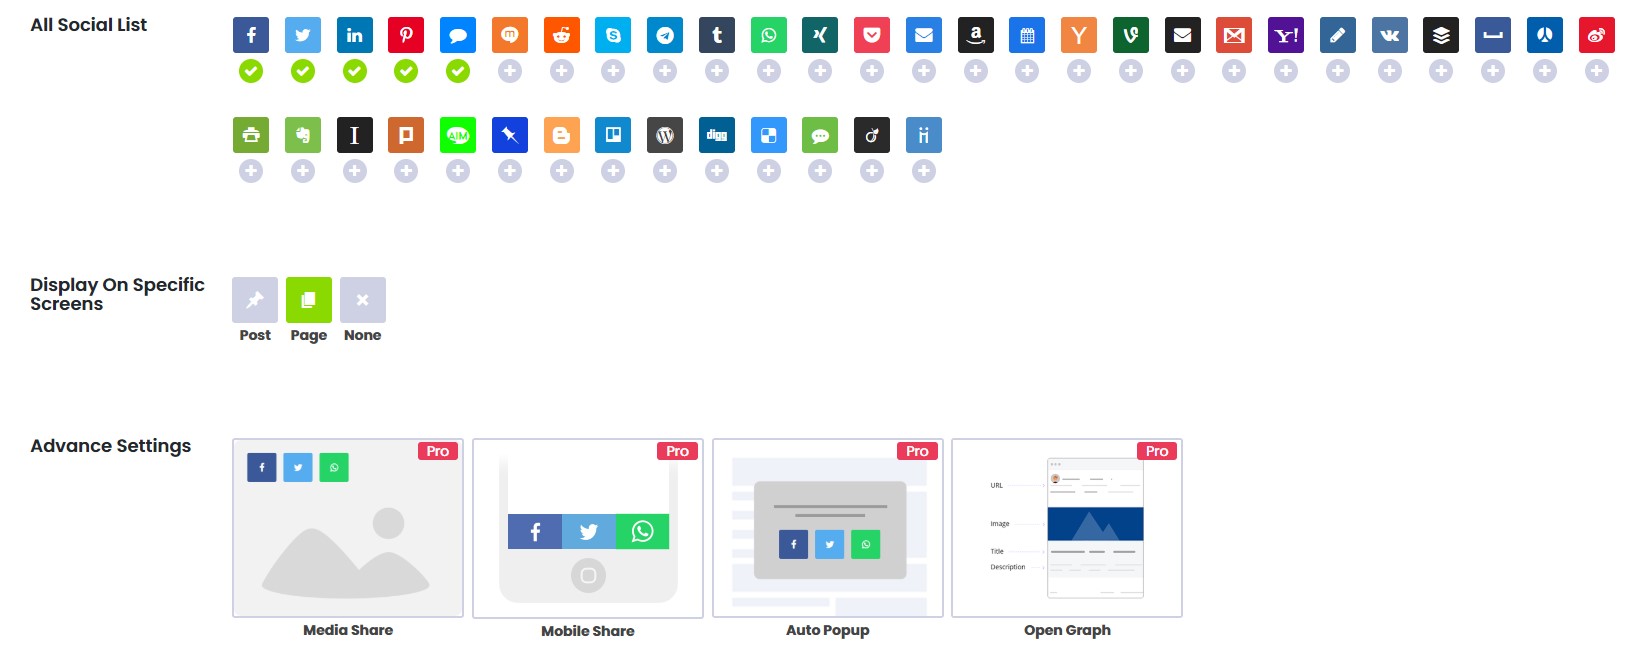 All Social List
in
m
S
t
a
Y
Y!
I
P
AIM
B
W
digg
Display On Specific
Screens
Post Page None
Advance Settings
Pro Pro Pro Pro
URL
Image
Title
Description
Media Share Mobile Share Auto Popup Open Graph